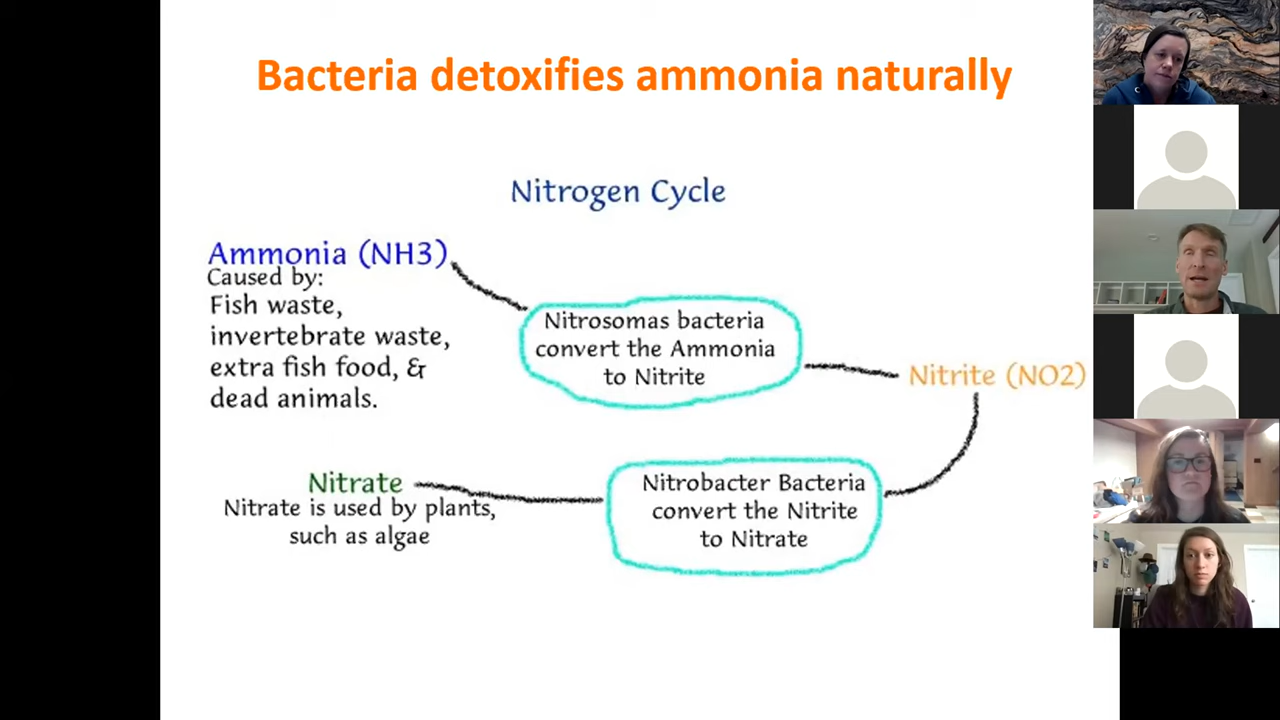 Bacteria detoxifies ammonia naturally
Nitrogen Cycle
Ammonia (NH3)
Caused by:
Fish waste,
invertebrate waste,
extra fish food, &
dead animals.
Nitrosomas bacteria
convert the Ammonia
to Nitrite
Nitrite (NO2)
Nitrobacter Bacteria
convert the Nitrite
to Nitrate
Nitrate
Nitrate is used by plants,
such as algae